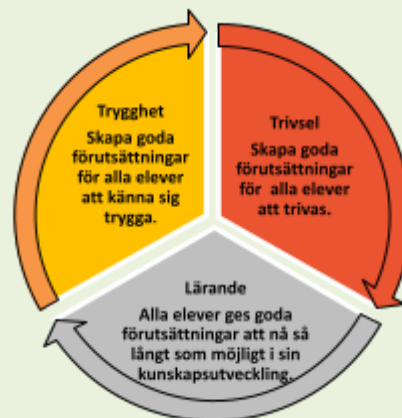 Trygghet
Skapa goda
förutsättningar
för alla elever
att känna sig
trygga.
Trivsel
Skapa goda
förutsättningar
för alla elever
att trivas.
Lärande
Alla elever ges goda
förutsättningar att nå så
långt som möjligt i sin
kunskapsutveckling.